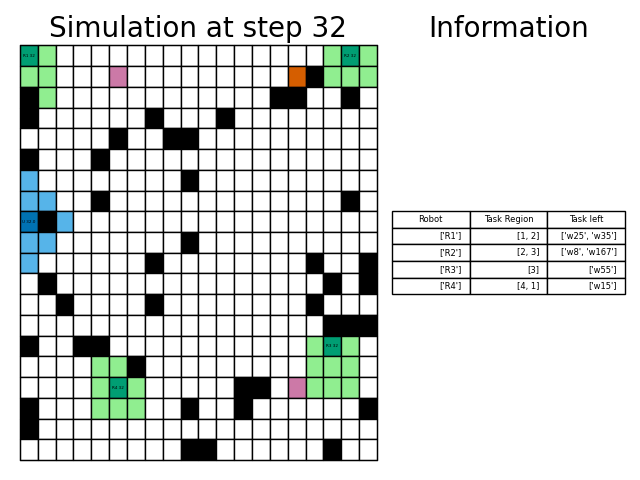 Simulation at step 32
Information
Robot Task Region Task left
['R1'] [1, 2] ['w25', 'w35']
['R2'] [2, 3] ['w8', 'w167']
['R3'] [3] ['w55']
['R4'] [4, 1] ['w15']